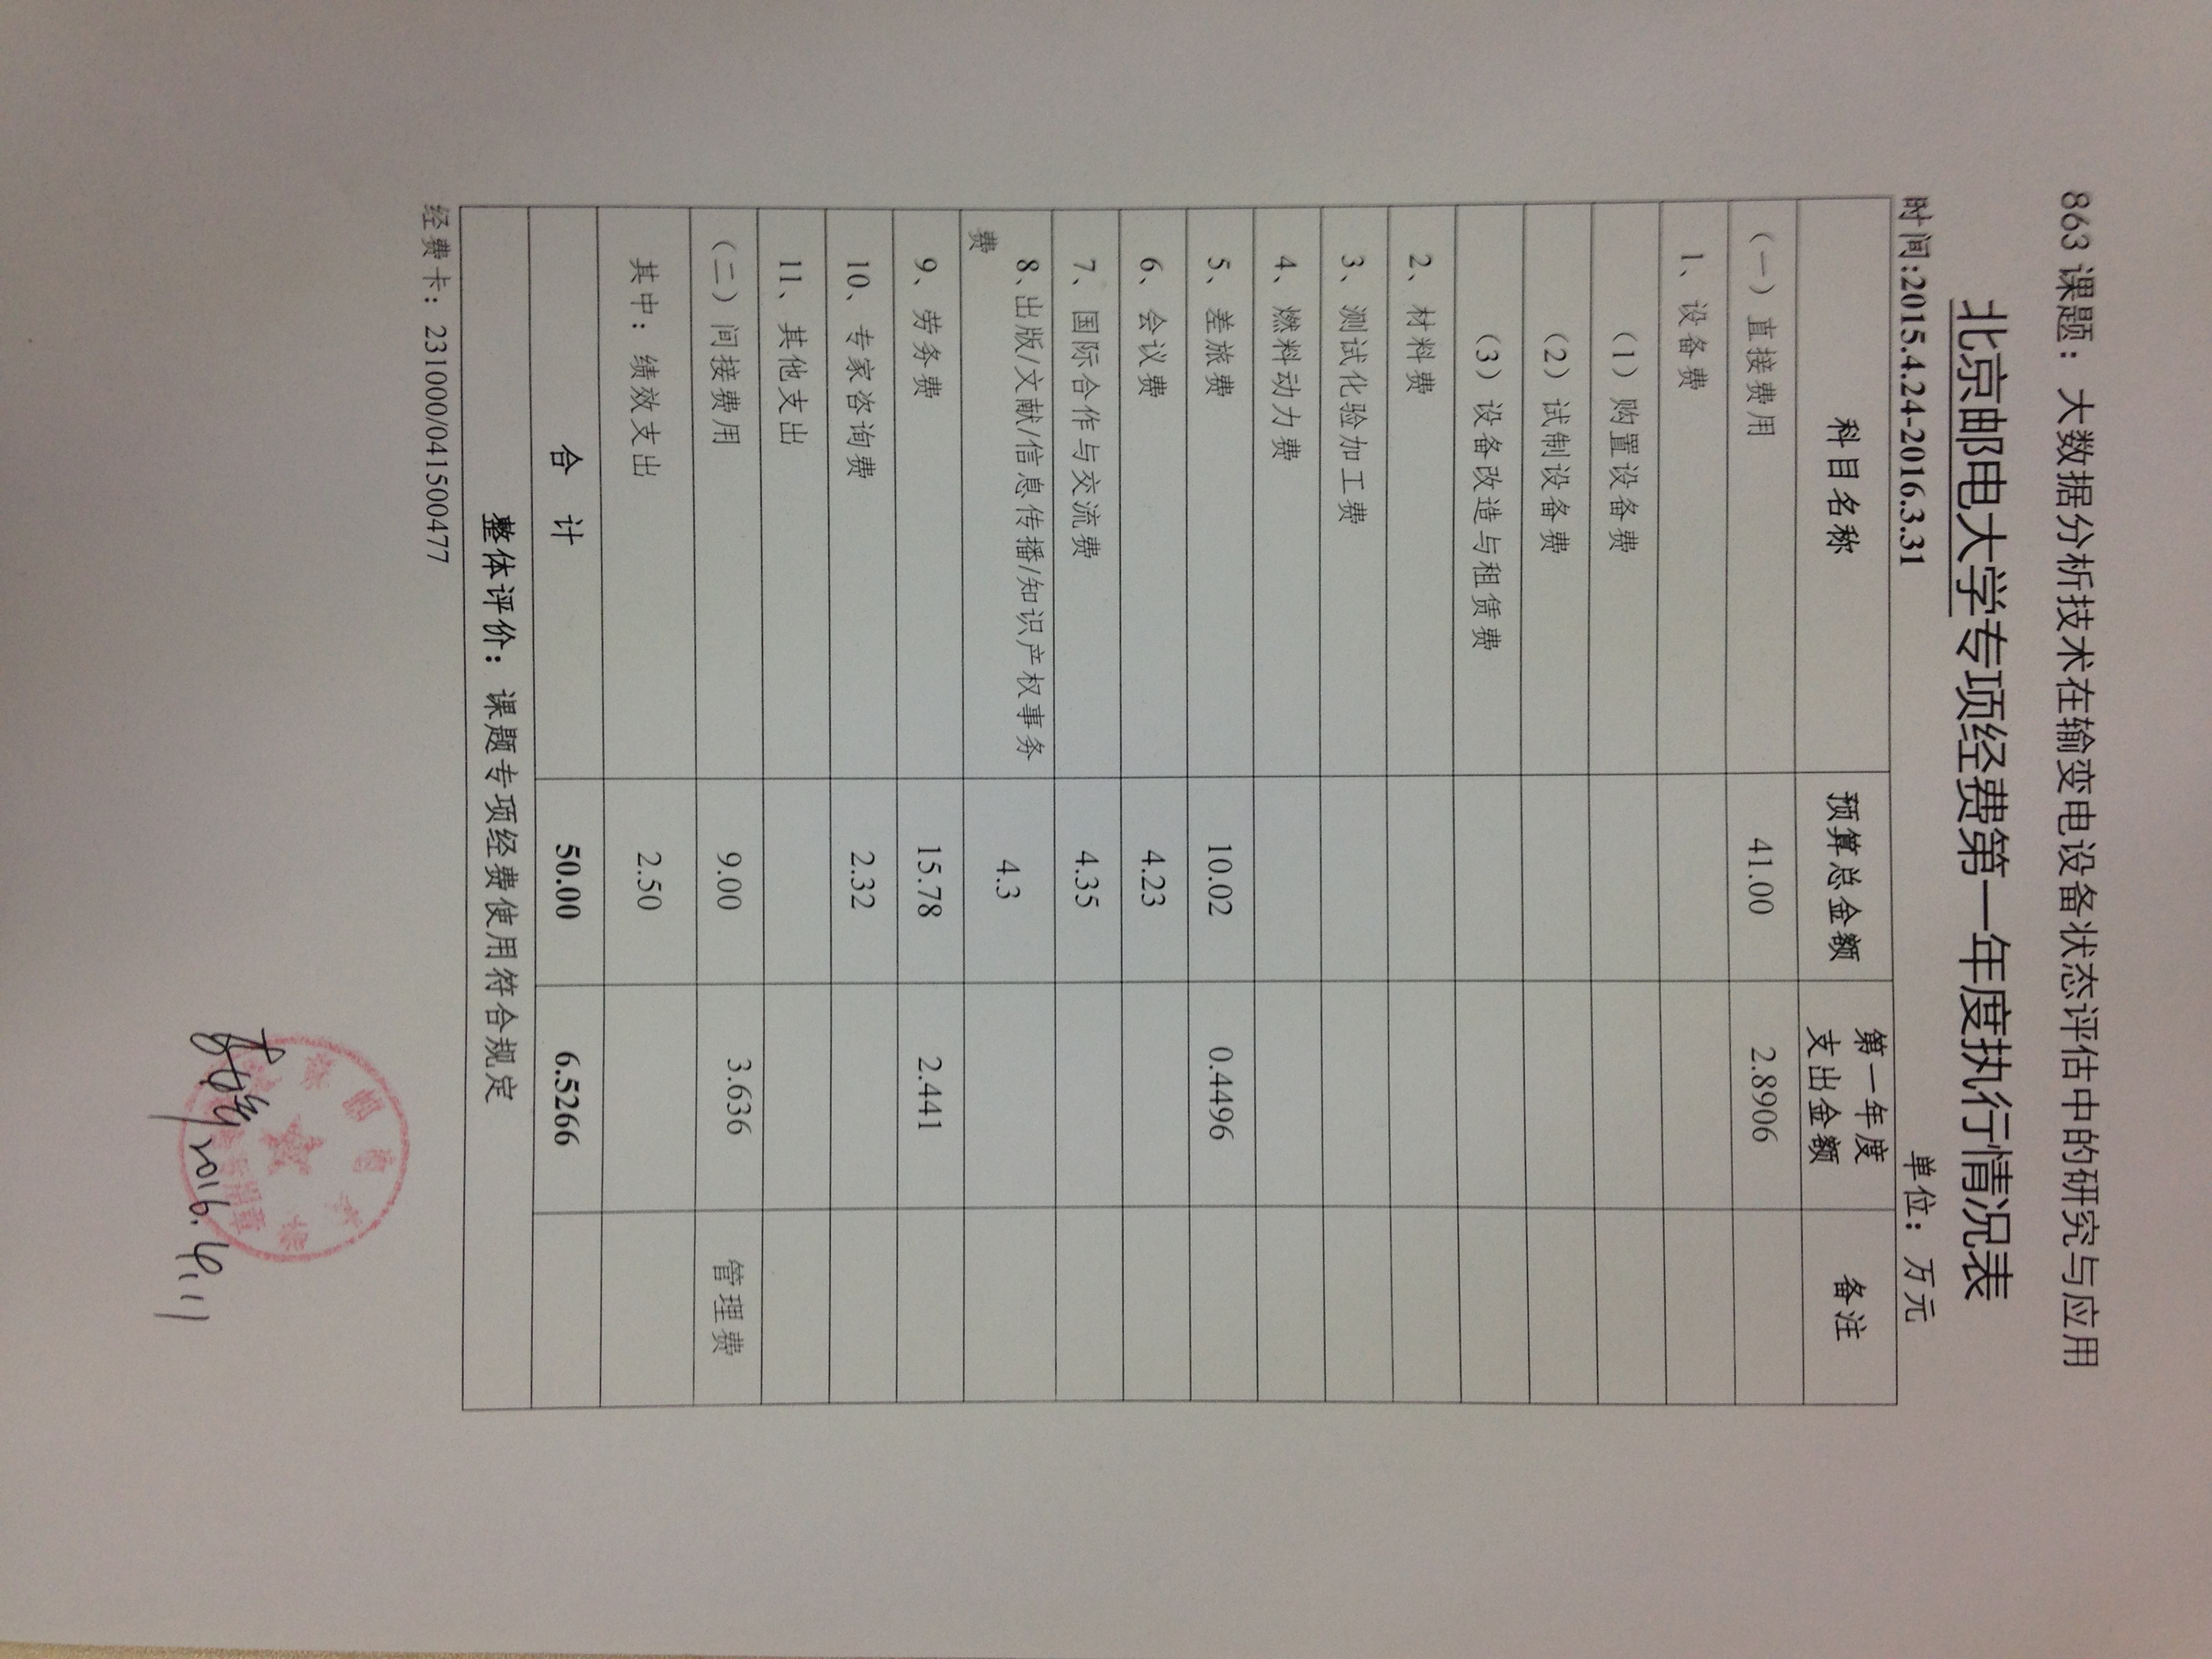 863 课题：大数据分析技术在输变电设备状态评估中的研究与应用
北京邮电大学专项经费第一年度执行情况表
时间:2015.4.24-2016.3.31 单位：万元
科目名称 预算总金额 第一年度 备注
支出金额
（一）直接费用 41.00 2.8906
1、设备费
（1）购置设备费
（2）试制设备费
（3）设备改造与租赁费
2、材料费
3、测试化验加工费
4、燃料动力费
5、差旅费 10.02 0.4496
6、会议费 4.23
7、国际合作与交流费 4.35
8、出版/文献/信息传播/知识产权事务 4.3
费
9、劳务费 15.78 2.441
10、专家咨询费 2.32
11、其他支出
（二）间接费用 9.00 3.636 管理费
其中：绩效支出 2.50
合 计 50.00 6.5266
整体评价：课题专项经费使用符合规定
经费卡：231000/041500477
京邮电大学
专用章
2016.4.11